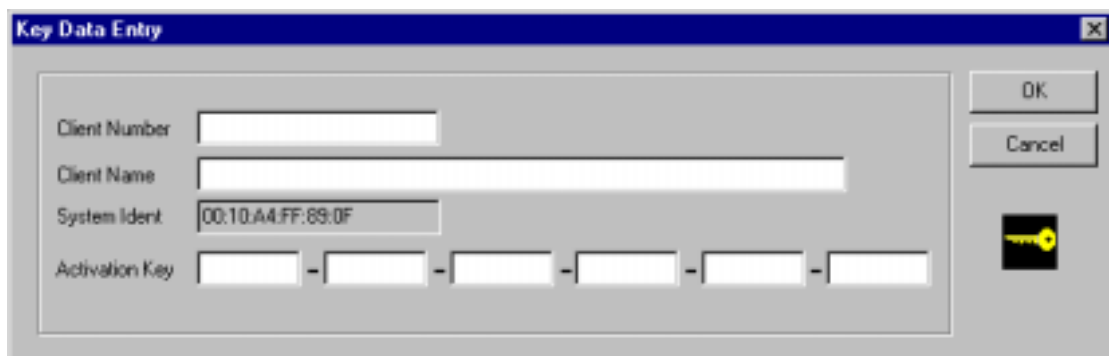 Key Data Entry
OK
Client Number
Cancel
Client Name
System Ident 00:10:A4:FF:89:0F
Activation Key - - - - -